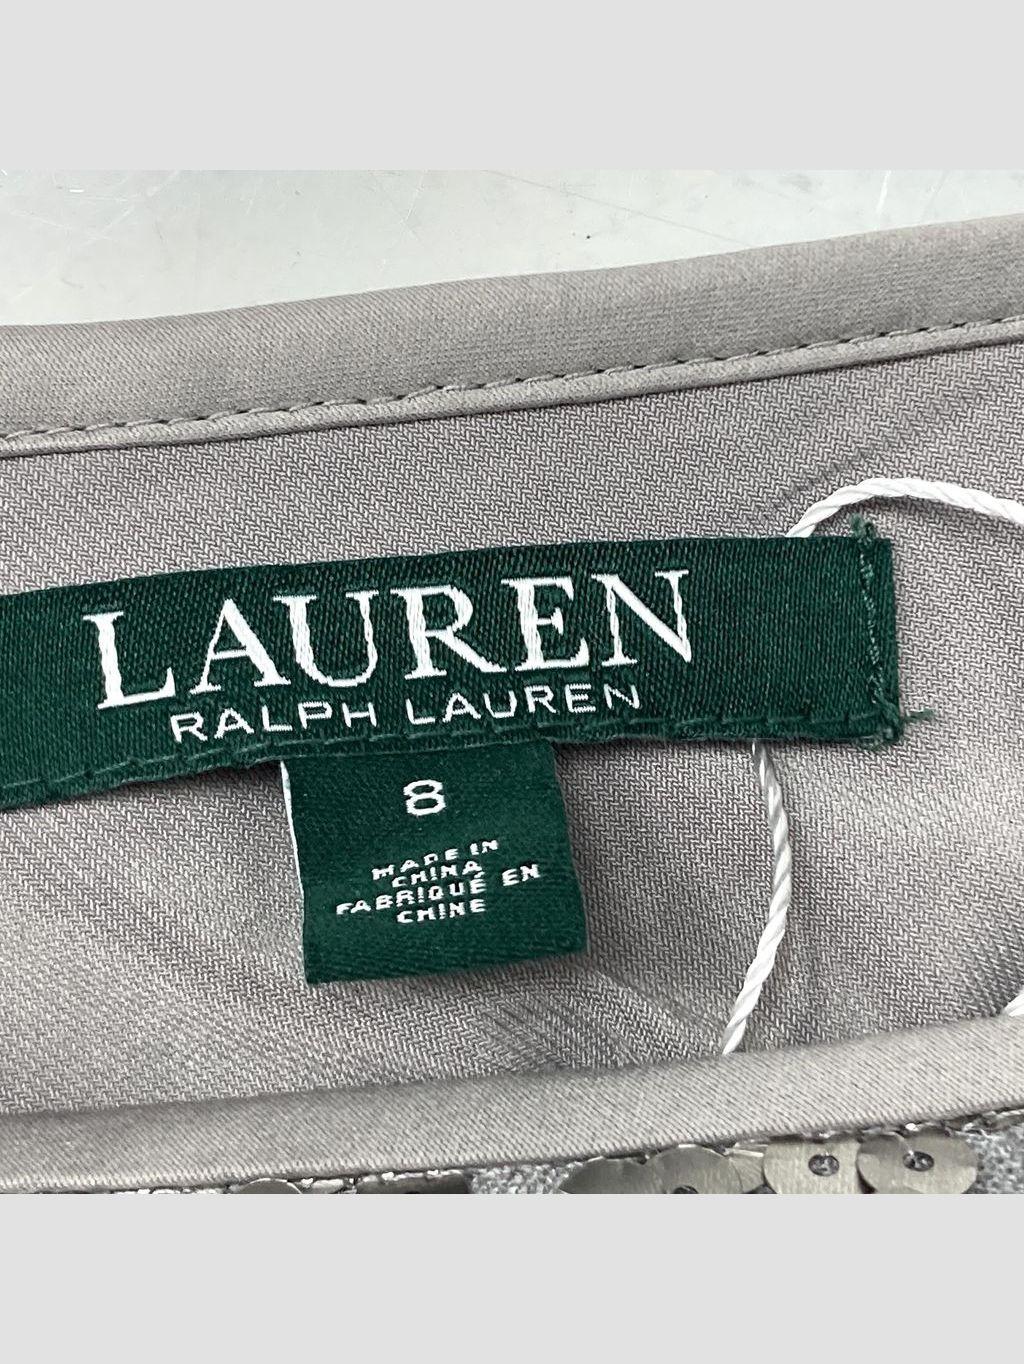 LAUREN
RALPH LAUREN
8
MADE IN
CHINA
FABRIQUÉ EN
CHINE